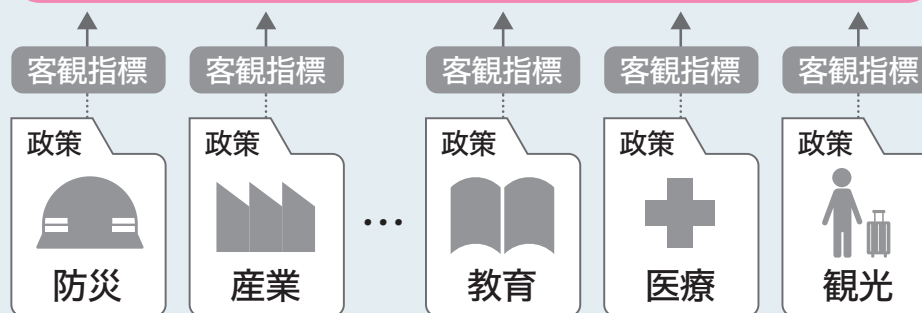 客観指標 客観指標 客観指標 客観指標 客観指標
政策 政策 政策 政策 政策
…
防災 産業 教育 医療 観光